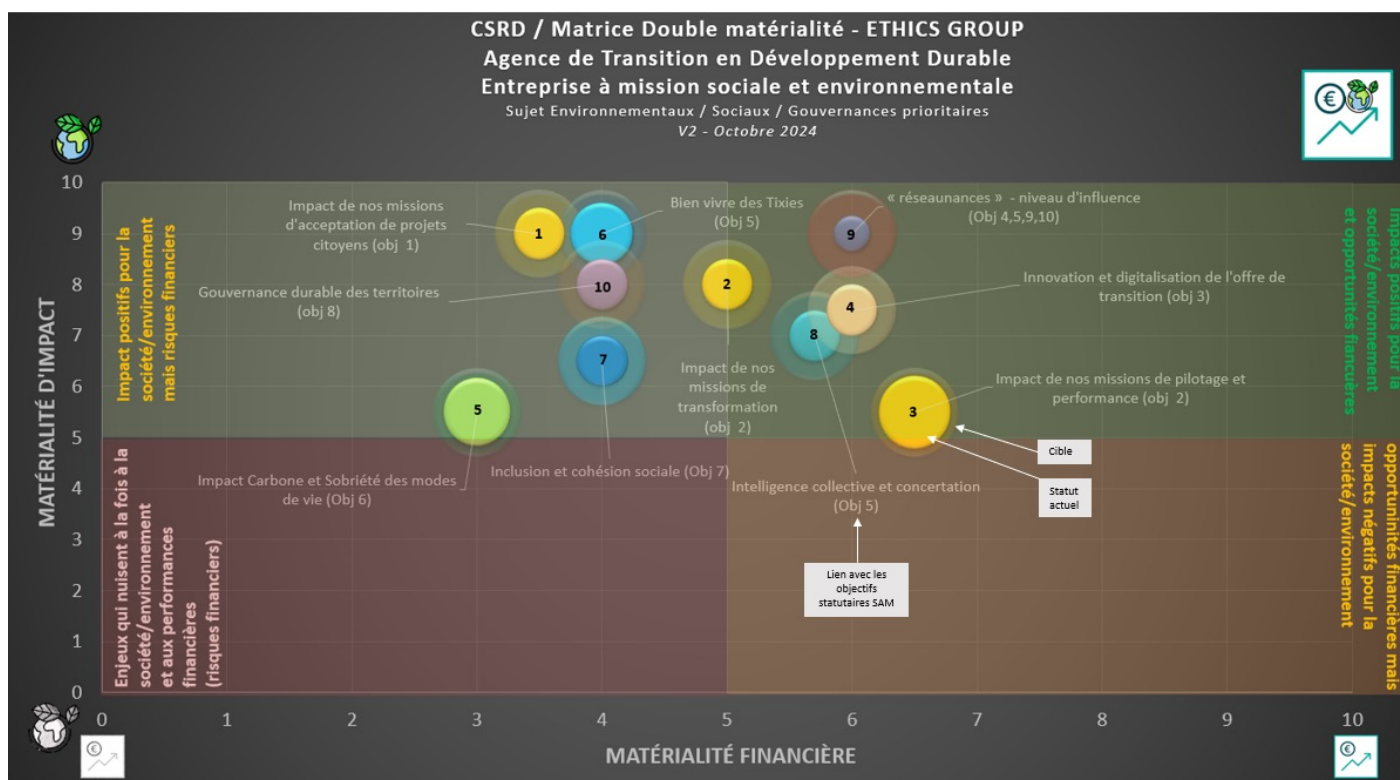 CSRD / Matrice Double matérialité - ETHICS GROUP
Agence de Transition en Développement Durable
Entreprise à mission sociale et environnementale
Sujet Environnementaux / Sociaux / Gouvernances prioritaires
V2 - Octobre 2024
MATÉRIALITÉ D'IMPACT
10
9
8
7
6
5
4
3
2
1
0
Impact positifs pour la
société/environnement
mais risques financiers
Enjeux qui nuisent à la fois à la
société/environnement
et aux performances
financières
(risques financiers)
Impact de nos missions
d'acceptation de projets
citoyens (obj 1)
1
6
Bien vivre des Tixies
(Obj 5)
« réseaunances » - niveau d'influence
(Obj 4,5,9,10)
9
Gouvernance durable des territoires
(obj 8)
10
2
Innovation et digitalisation de l'offre de
transition (obj 3)
4
8
7
Impact de nos
missions de
transformation
(obj 2)
Impact de nos missions de pilotage et
performance (obj 2)
3
5
Cible
Inclusion et cohésion sociale (Obj 7)
Impact Carbone et Sobriété des modes
de vie (Obj 6)
Intelligence collective et concertation
(Obj 5)
Statut
actuel
Lien avec les
objectifs
statutaires SAM
impacts positifs pour la
société/environnement
et opportunités fiancuères
opportuninités financières mais
impacts négatifs pour la
société/environnement
0
1
2
3
4
5
6
7
8
9
10
MATÉRIALITÉ FINANCIÈRE